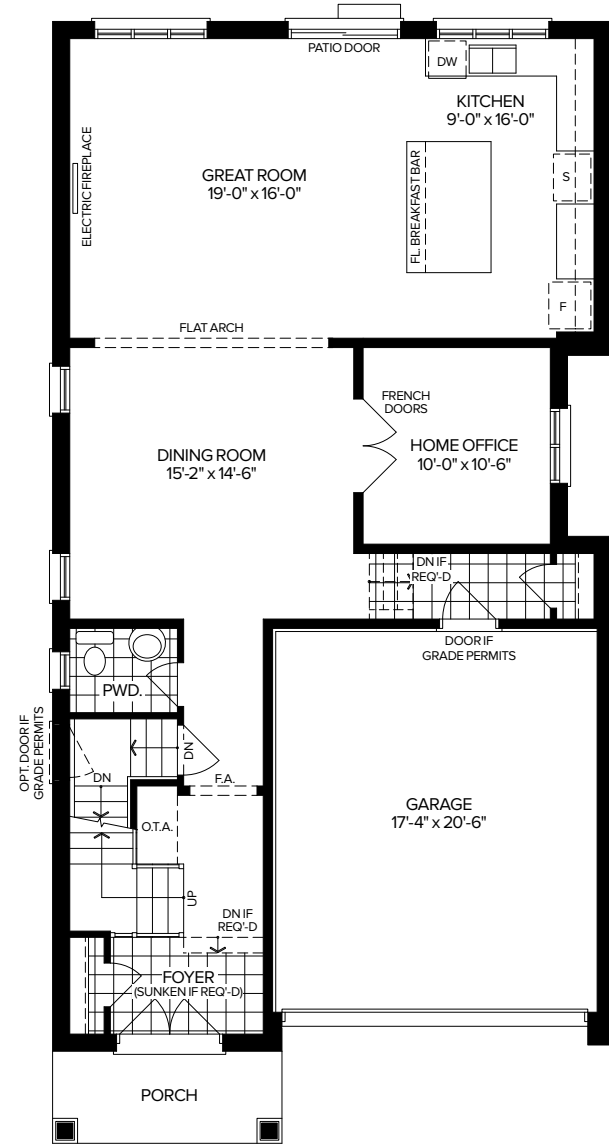 PATIO DOOR
DW
KITCHEN
9'-0" x 16'-0"
ELECTRIC FIREPLACE
GREAT ROOM
19'-0" x 16'-0"
FL. BREAKFAST BAR
S
F
FLAT ARCH
FRENCH
DOORS
DINING ROOM
15'-2" x 14'-6"
HOME OFFICE
10'-0" x 10'-6"
DN IF
REQ'-D
DOOR IF
GRADE PERMITS
PWD.
OPT. DOOR IF
GRADE PERMITS
DN
DN
F.A.
O.T.A.
GARAGE
17'-4" x 20'-6"
UP
DN IF
REQ'-D
FOYER
(SUNKEN IF REQ'-D)
PORCH